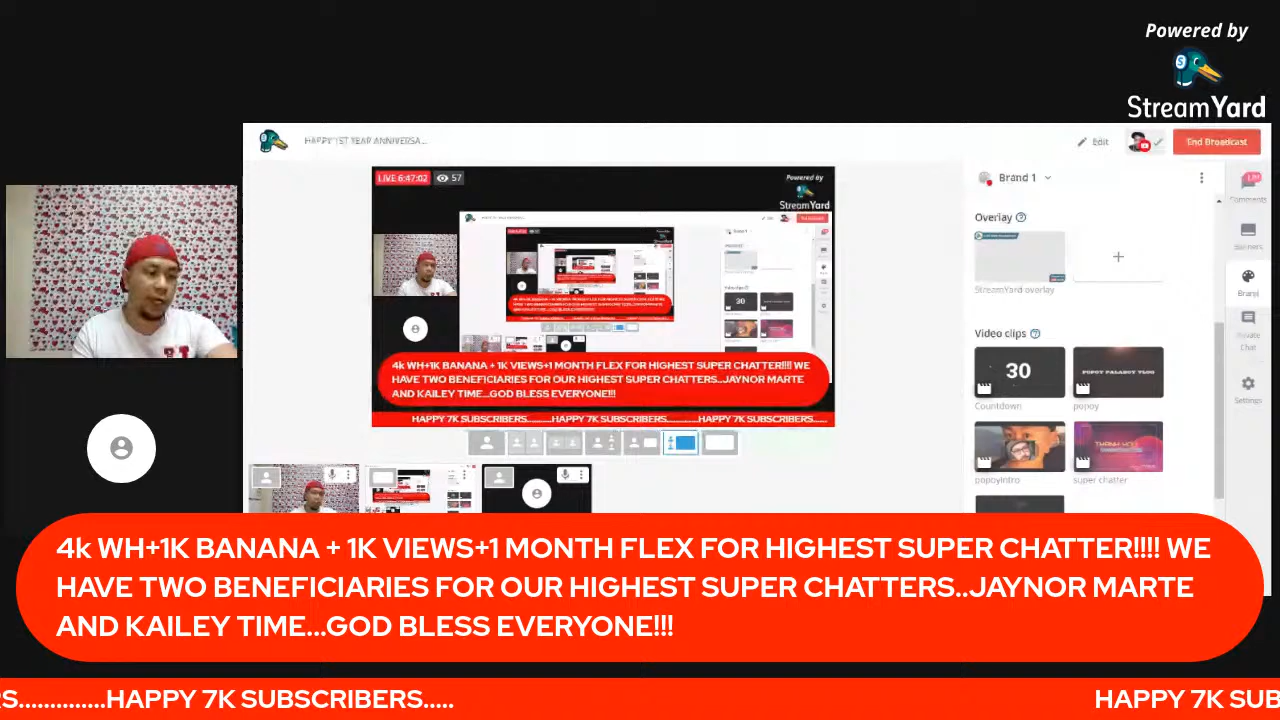 Powered by
StreamYard
HAPPY 1ST YEAR ANNIVERSA...
Edit
End Broadcast
LIVE 6:47:02
57
Powered by
StreamYard
Brand 1
Comments
Overlay
Banners
StreamYard overlay
Brand
Video clips
Private
Chat
30
POPOY PALABOY VLOG
Countdown
popoy
Settings
THANK YOU
popoyintro
super chatter
4k WH+1K BANANA + 1K VIEWS+1 MONTH FLEX FOR HIGHEST SUPER CHATTER!!!! WE
HAVE TWO BENEFICIARIES FOR OUR HIGHEST SUPER CHATTERS..JAYNOR MARTE
AND KAILEY TIME...GOD BLESS EVERYONE!!!
HAPPY 7K SUBSCRIBERS............HAPPY 7K SUBSCRIBERS.............HAPPY 7K SUBSCRIBERS......
4k WH+1K BANANA + 1K VIEWS+1 MONTH FLEX FOR HIGHEST SUPER CHATTER!!!! WE
HAVE TWO BENEFICIARIES FOR OUR HIGHEST SUPER CHATTERS..JAYNOR MARTE
AND KAILEY TIME...GOD BLESS EVERYONE!!!
RS.............HAPPY 7K SUBSCRIBERS..... HAPPY 7K SUB